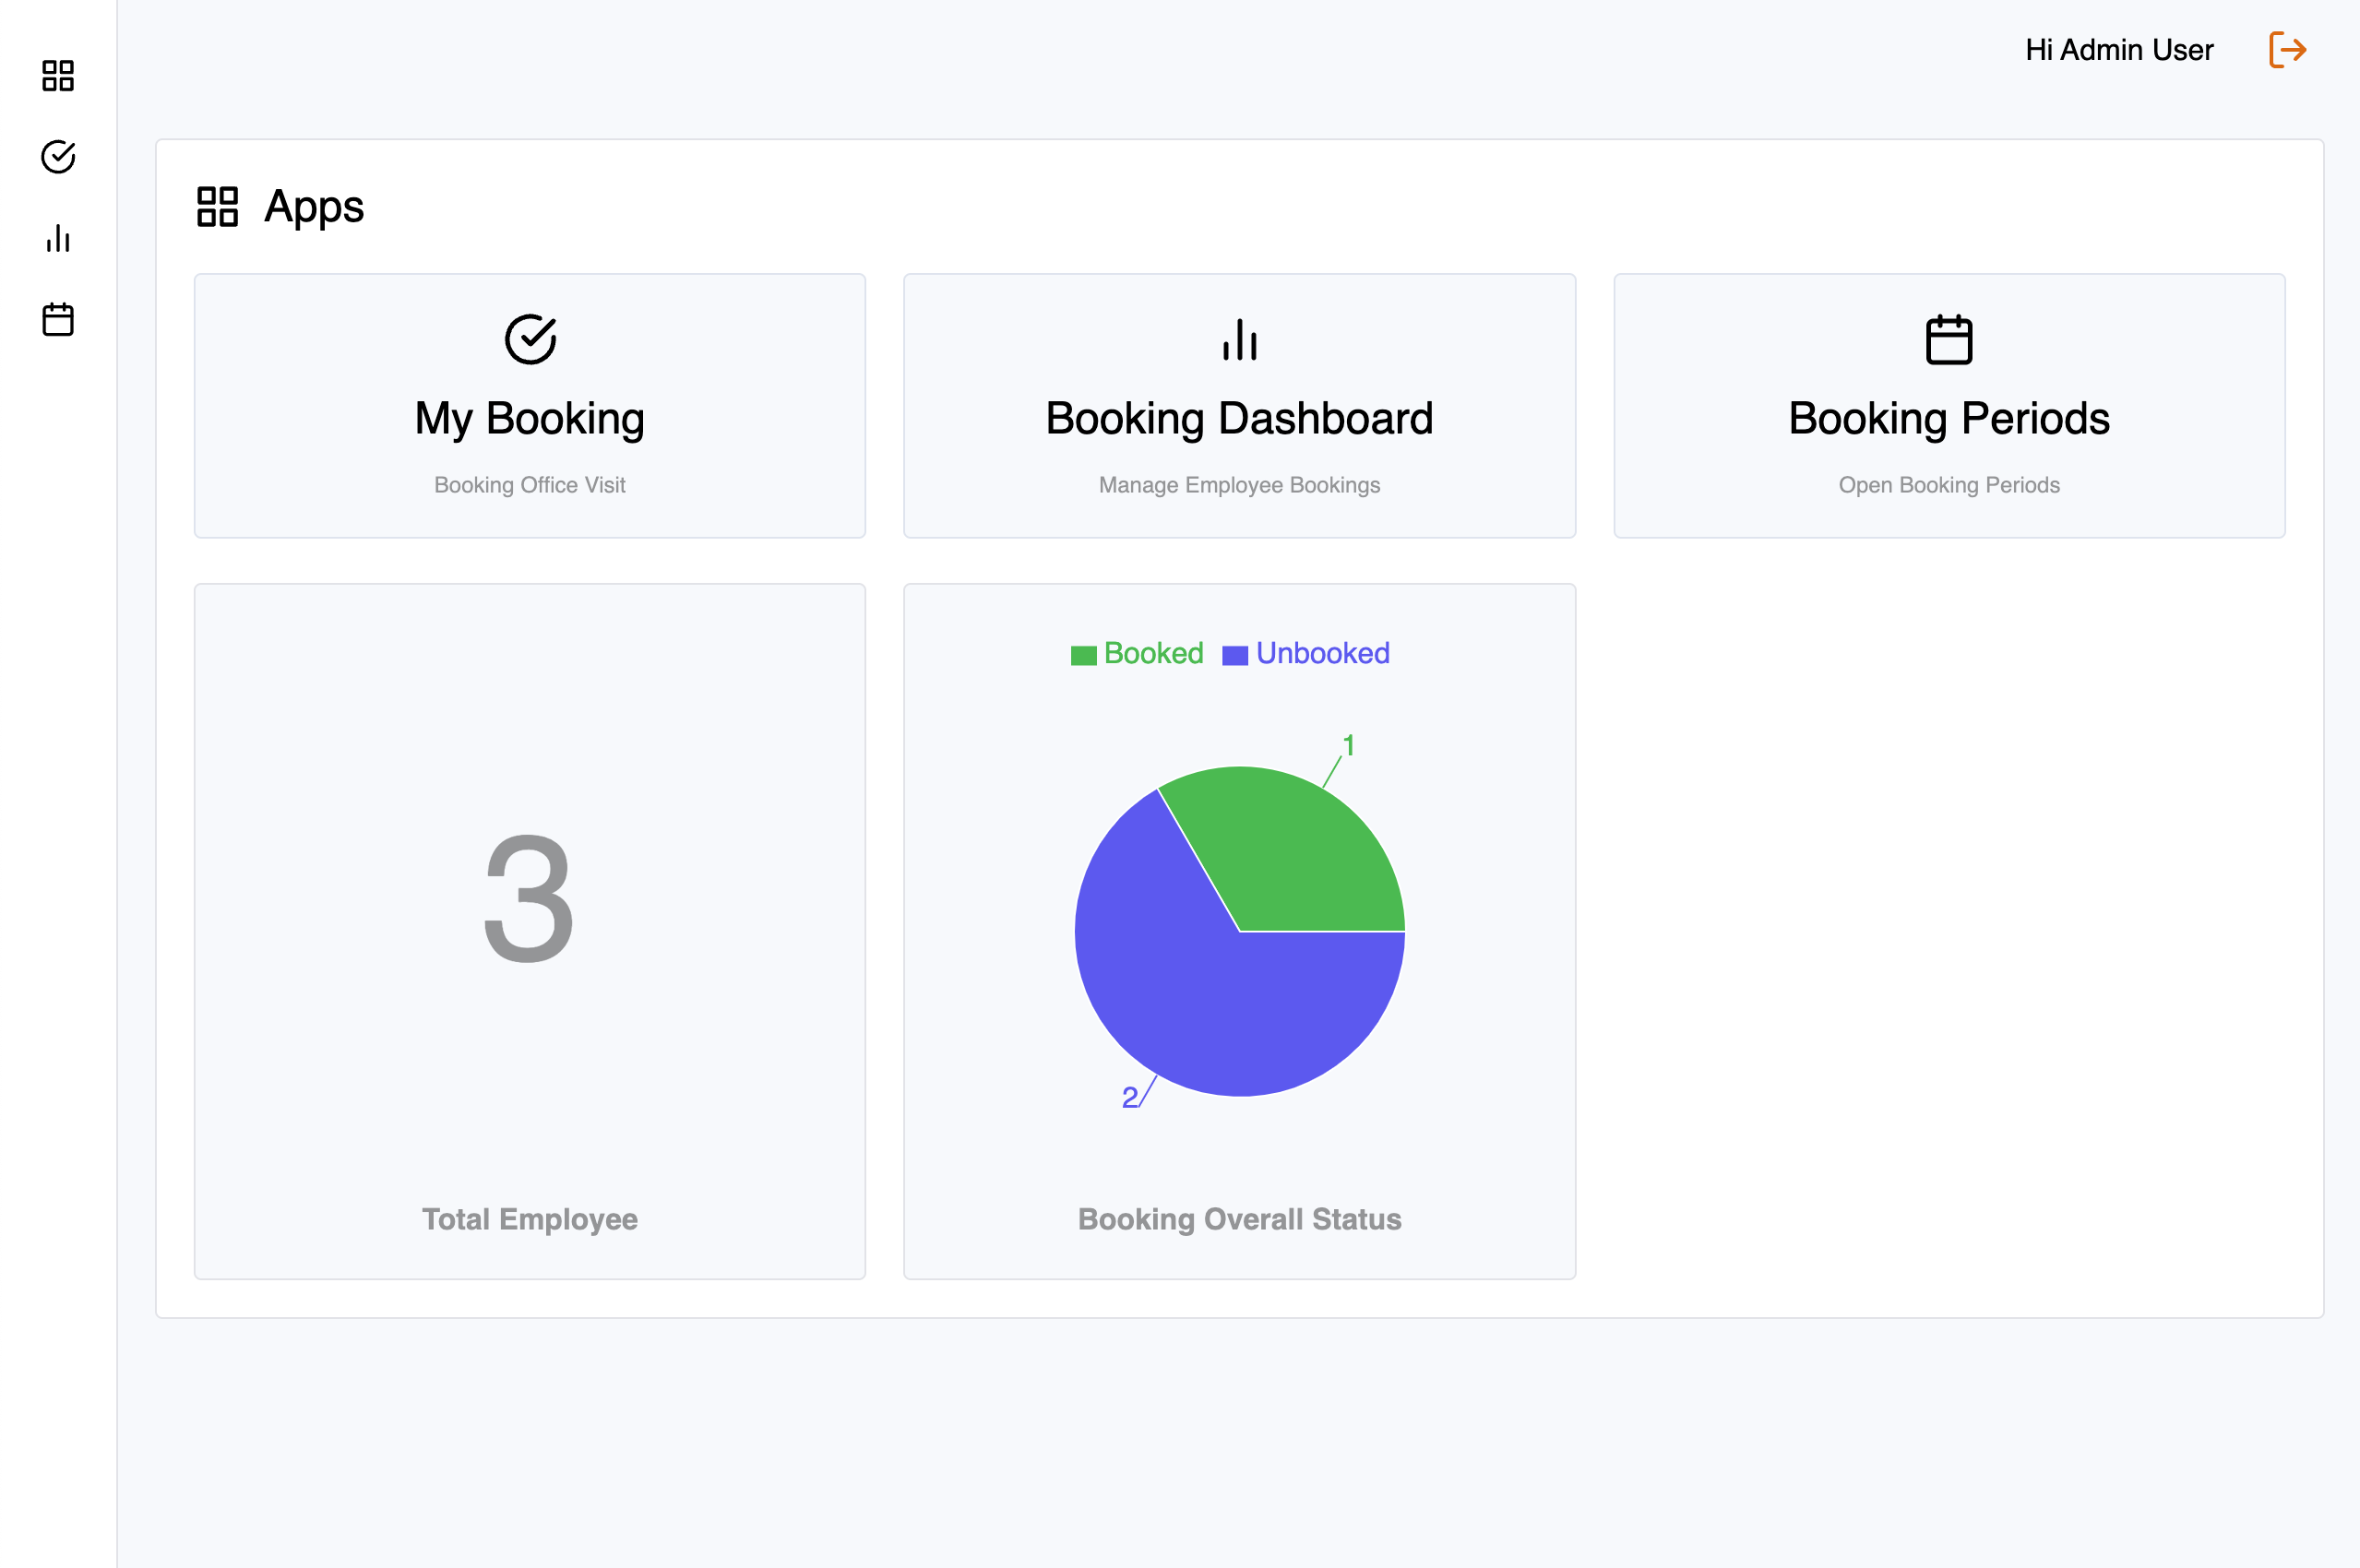 Hi Admin User
Apps
My Booking
Booking Office Visit
Booking Dashboard
Manage Employee Bookings
Booking Periods
Open Booking Periods
3
Total Employee
Booked Unbooked
1
2
Booking Overall Status